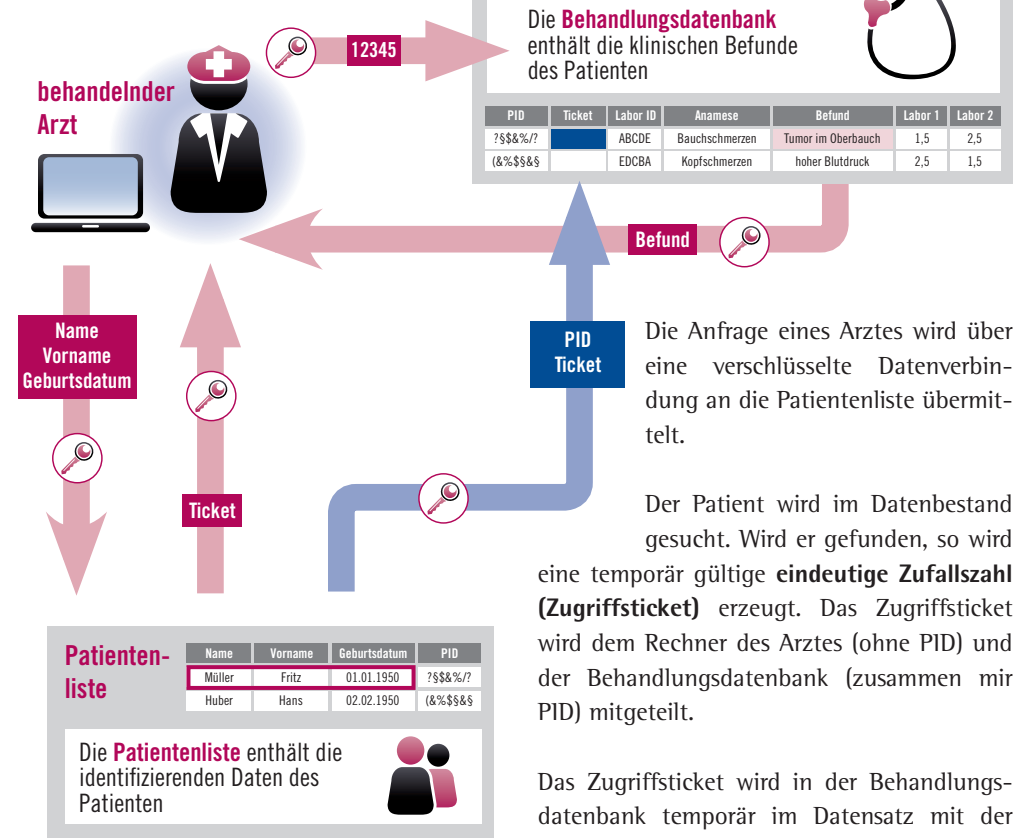 Die Behandlungsdatenbank
enthält die klinischen Befunde
des Patienten
12345
behandelnder
Arzt
PID Ticket Labor ID Anamese Befund Labor 1 Labor 2
?§$&%/? ABCDE Bauchschmerzen Tumor im Oberbauch 1,5 2,5
(&%$§&§ EDCBA Kopfschmerzen hoher Blutdruck 2,5 1,5
Befund
Name
Vorname
Geburtsdatum
Ticket
PID
Ticket
Die Anfrage eines Arztes wird über
eine verschlüsselte Datenverbin-
dung an die Patientenliste übermit-
telt.
Der Patient wird im Datenbestand
gesucht. Wird er gefunden, so wird
eine temporär gültige eindeutige Zufallszahl
(Zugriffsticket) erzeugt. Das Zugriffsticket
wird dem Rechner des Arztes (ohne PID) und
der Behandlungsdatenbank (zusammen mir
PID) mitgeteilt.
Das Zugriffsticket wird in der Behandlungs-
datenbank temporär im Datensatz mit der
Patienten-
liste
Name Vorname Geburtsdatum PID
Müller Fritz 01.01.1950 ?§$&%/?
Huber Hans 02.02.1950 (&%$§&§
Die Patientenliste enthält die
identifizierenden Daten des
Patienten